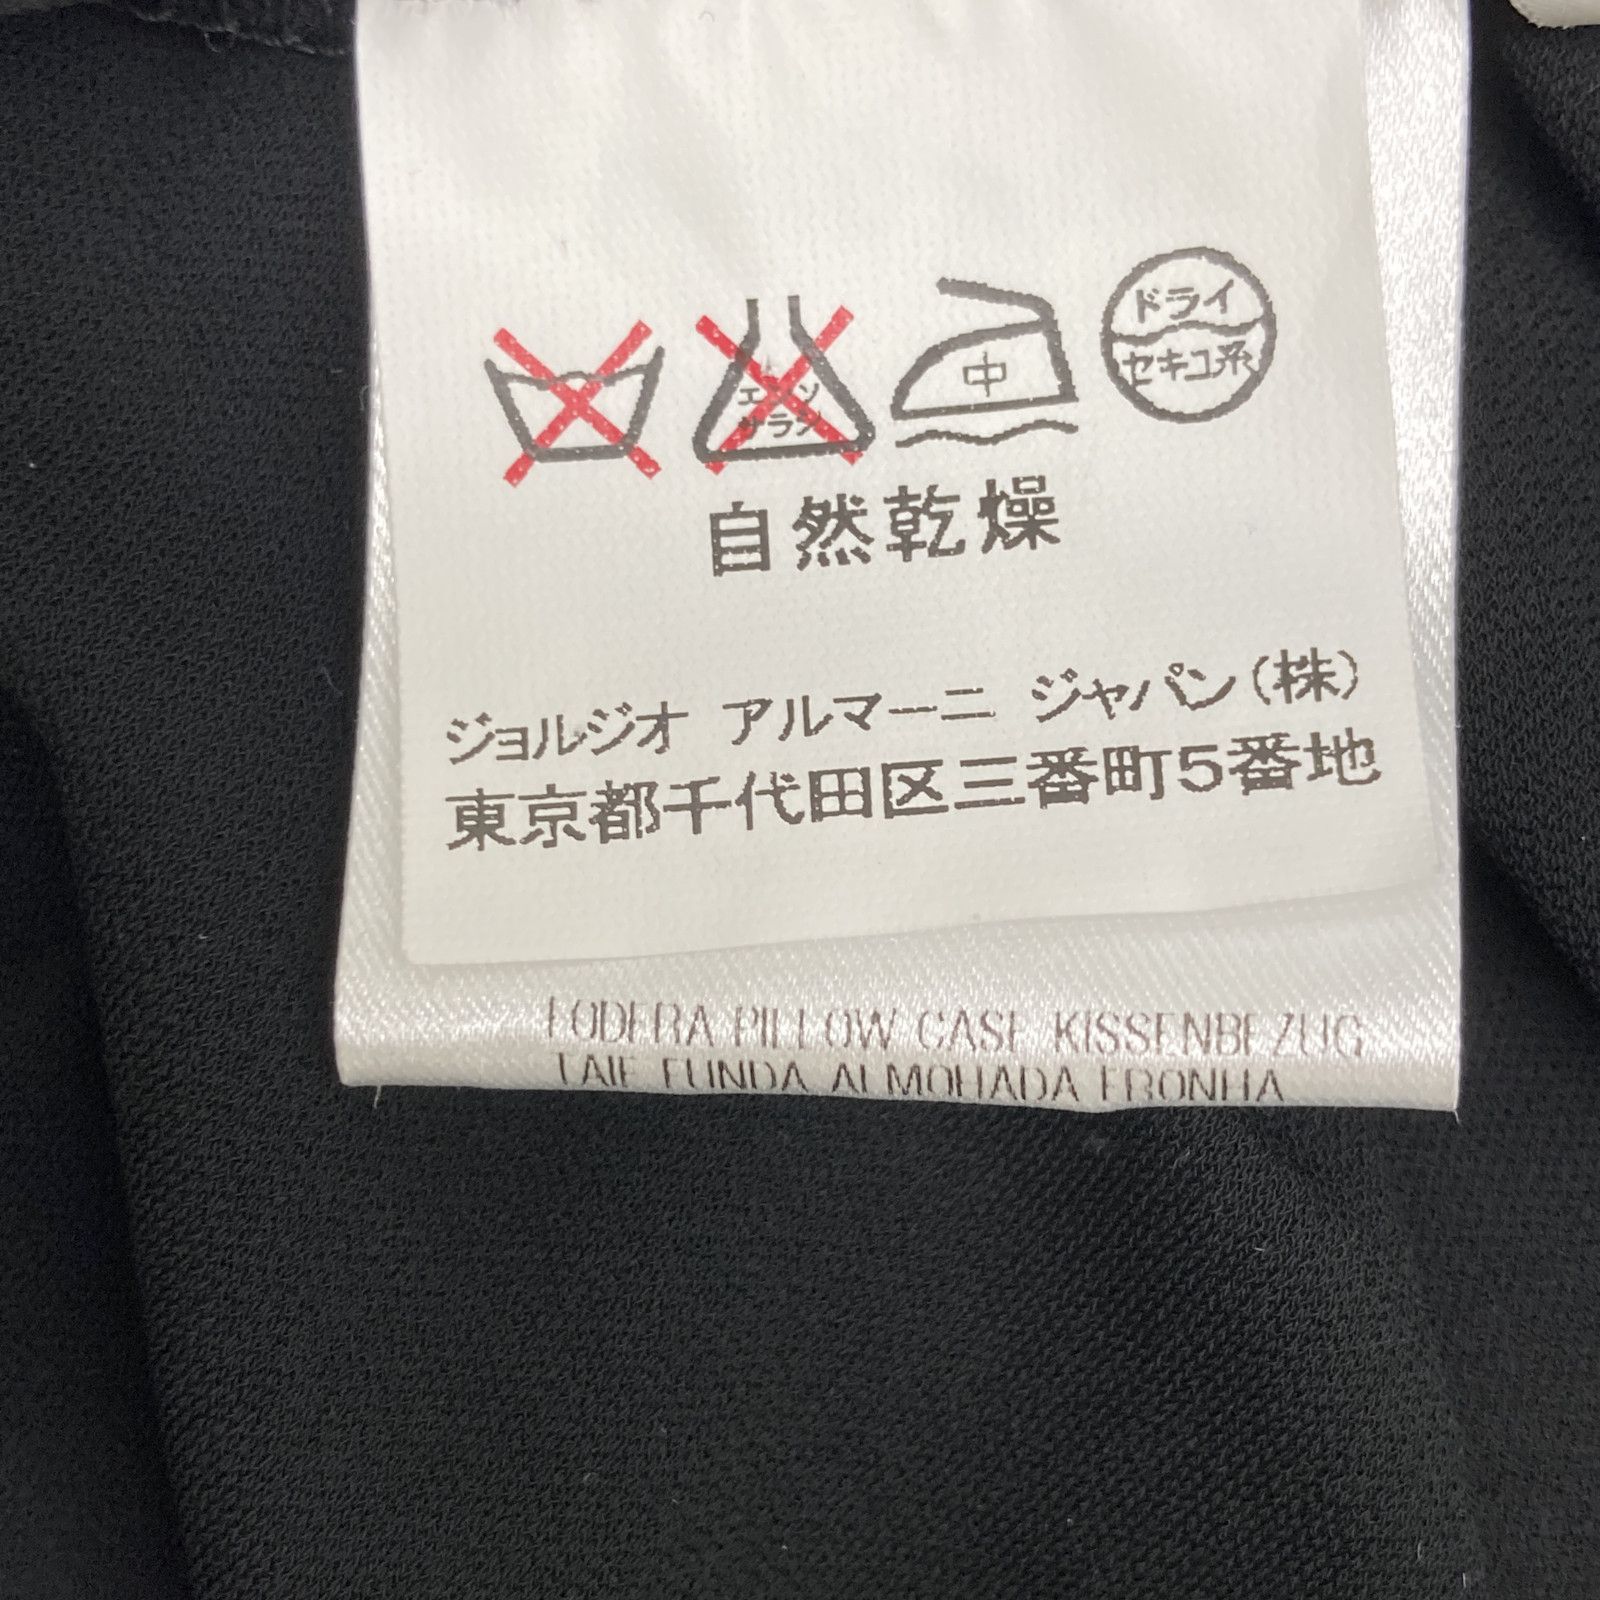 ドライ
セキユ系
エンソ
サラシ
中
自然乾燥
ジョルジオ アルマーニ ジャパン(株)
東京都千代田区三番町5番地
FODERA PILLOW CASE KISSENBEZUG
TAIE FUNDA ALMOHADA FRONHA